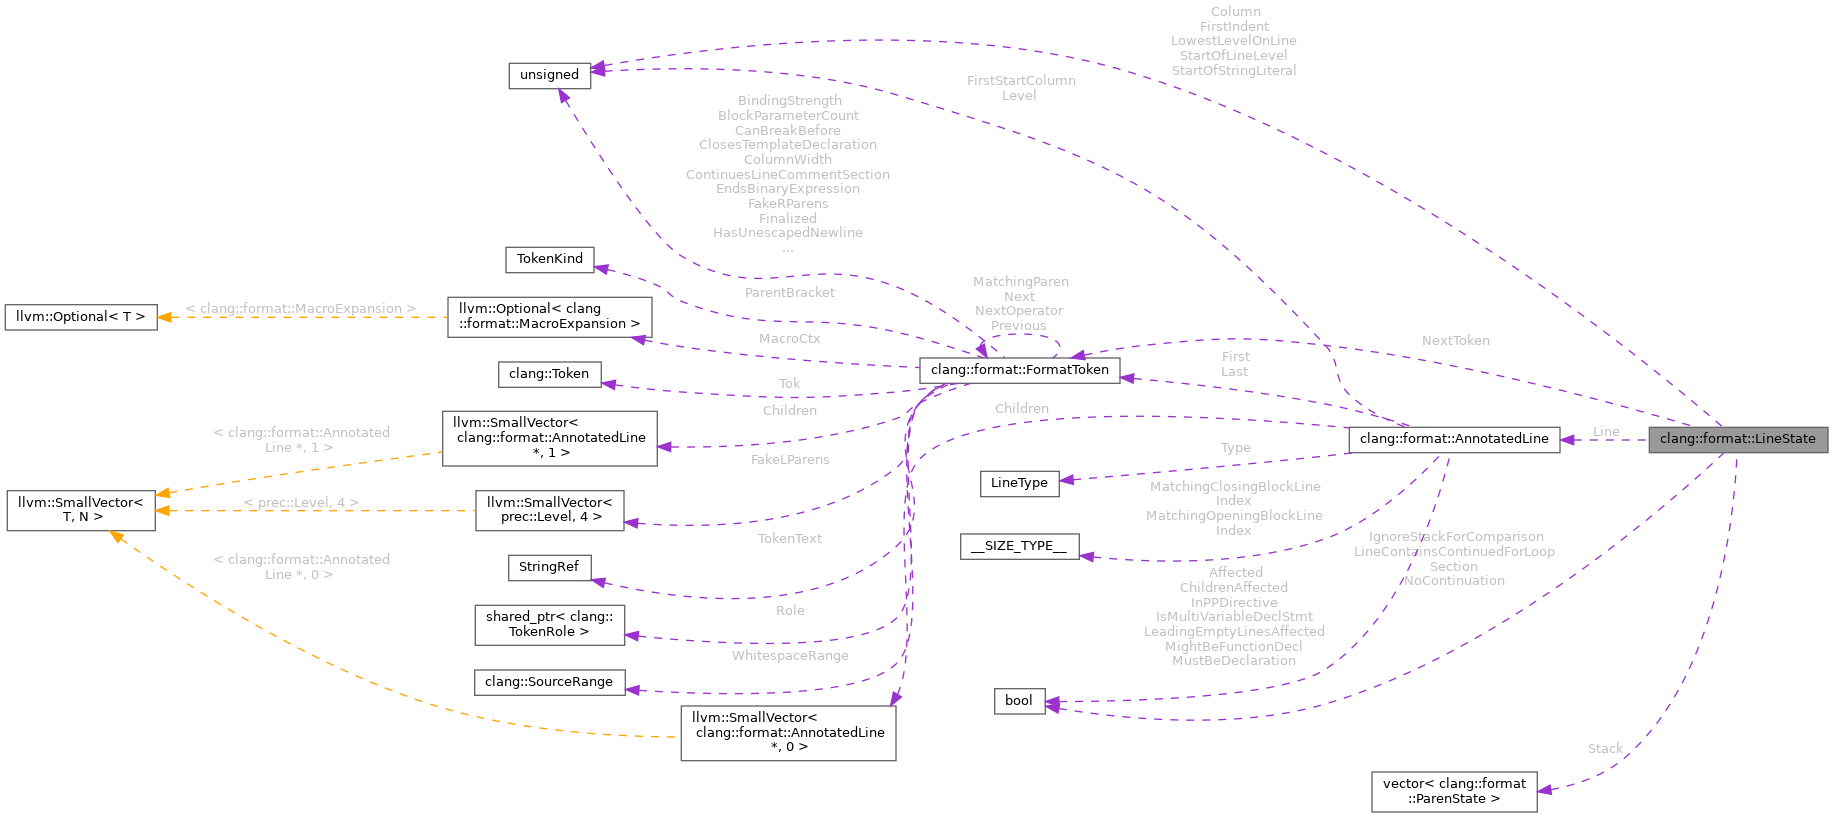 Column
FirstIndent
LowestLevelOnLine
StartOfLineLevel
StartOfStringLiteral
unsigned
FirstStartColumn
Level
BindingStrength
BlockParameterCount
CanBreakBefore
ClosesTemplateDeclaration
ColumnWidth
ContinuesLineCommentSection
EndsBinaryExpression
FakeRParens
Finalized
HasUnescapedNewline
...
TokenKind
ParentBracket
MatchingParen
Next
NextOperator
Previous
llvm::Optional< T >
< clang::format::MacroExpansion >
llvm::Optional< clang
::format::MacroExpansion >
MacroCtx
NextToken
First
Last
clang::format::FormatToken
clang::Token
Tok
Children
Children
llvm::SmallVector<
clang::format::AnnotatedLine
*, 1 >
< clang::format::Annotated
Line *, 1 >
clang::format::AnnotatedLine
Line
clang::format::LineState
Type
FakeLParens
LineType
llvm::SmallVector<
T, N >
< prec::Level, 4 >
llvm::SmallVector<
prec::Level, 4 >
MatchingClosingBlockLine
Index
MatchingOpeningBlockLine
Index
TokenText
__SIZE_TYPE__
IgnoreStackForComparison
LineContainsContinuedForLoop
Section
NoContinuation
< clang::format::Annotated
Line *, 0 >
StringRef
Affected
ChildrenAffected
InPPDirective
IsMultiVariableDeclStmt
LeadingEmptyLinesAffected
MightBeFunctionDecl
MustBeDeclaration
Role
shared_ptr< clang::
TokenRole >
WhitespaceRange
clang::SourceRange
bool
llvm::SmallVector<
clang::format::AnnotatedLine
*, 0 >
Stack
vector< clang::format
::ParenState >